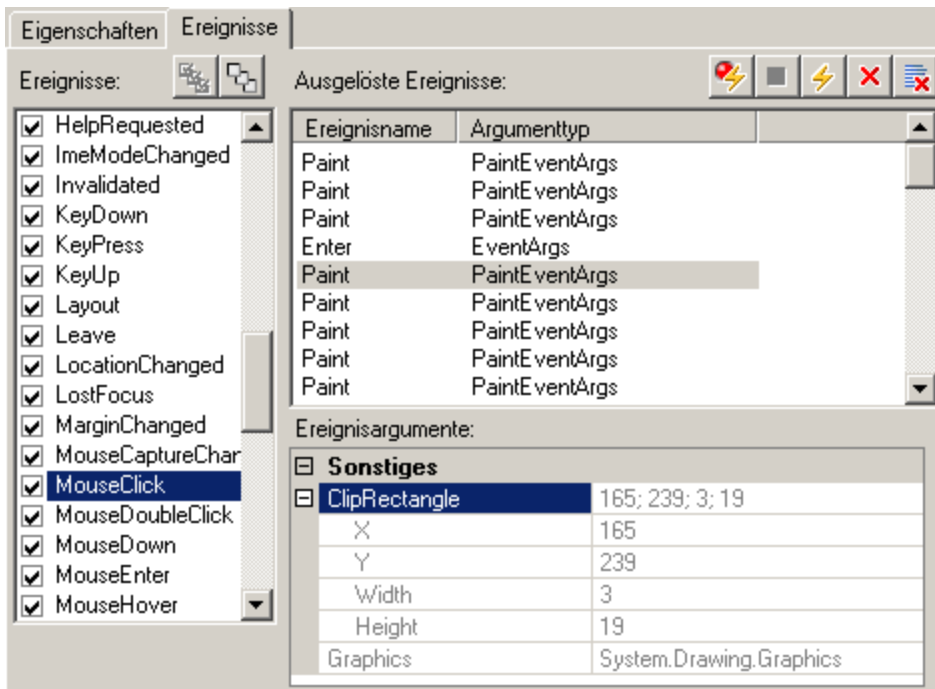 Eigenschaften Ereignisse
Ereignisse:
HelpRequested
ImeModeChanged
Invalidated
KeyDown
KeyPress
KeyUp
Layout
Leave
LocationChanged
LostFocus
MarginChanged
MouseCaptureChar
MouseClick
MouseDoubleClick
MouseDown
MouseEnter
MouseHover
Ausgelöste Ereignisse:
Ereignisname Argumenttyp
Paint PaintEventArgs
Paint PaintEventArgs
Paint PaintEventArgs
Enter EventArgs
Paint PaintEventArgs
Paint PaintEventArgs
Paint PaintEventArgs
Paint PaintEventArgs
Paint PaintEventArgs
Ereignisargumente:
Sonstiges
ClipRectangle 165; 239; 3; 19
X 165
Y 239
Width 3
Height 19
Graphics System.Drawing.Graphics